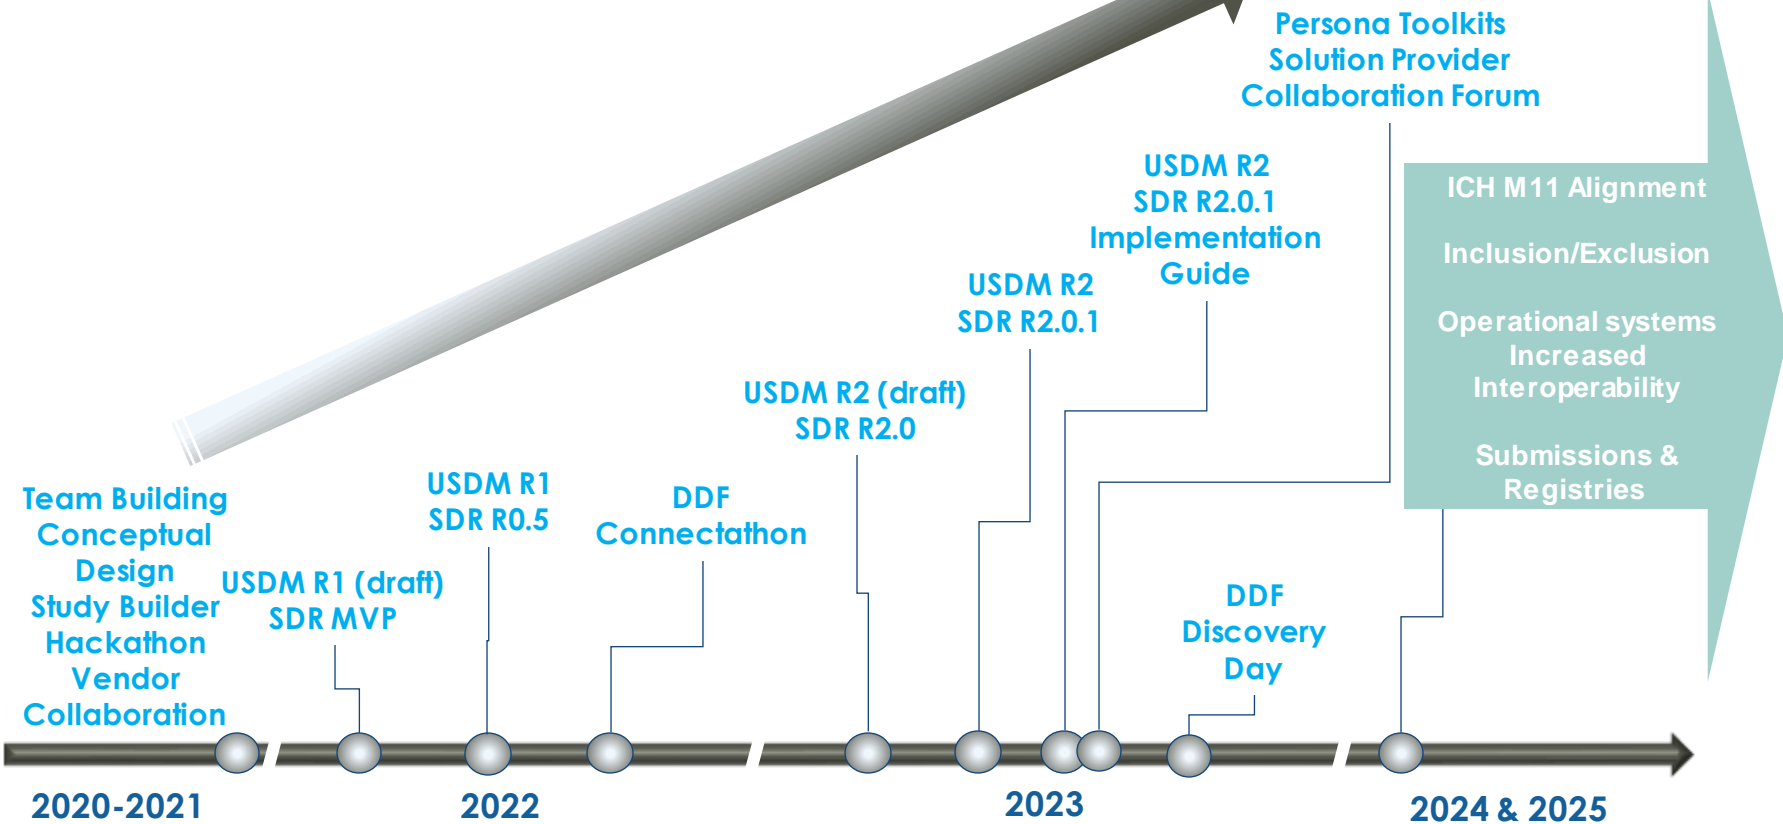 Persona Toolkits
Solution Provider
Collaboration Forum
USDM R2
SDR R2.0.1
Implementation
Guide
ICH M11 Alignment
Inclusion/Exclusion
Operational systems
Increased
Interoperability
Submissions &
Registries
USDM R2
SDR R2.0.1
USDM R2 (draft)
SDR R2.0
USDM R1
SDR R0.5
DDF
Connectathon
Team Building
Conceptual
Design
Study Builder
Hackathon
Vendor
Collaboration
USDM R1 (draft)
SDR MVP
DDF
Discovery
Day
2020-2021
2022
2023
2024 & 2025